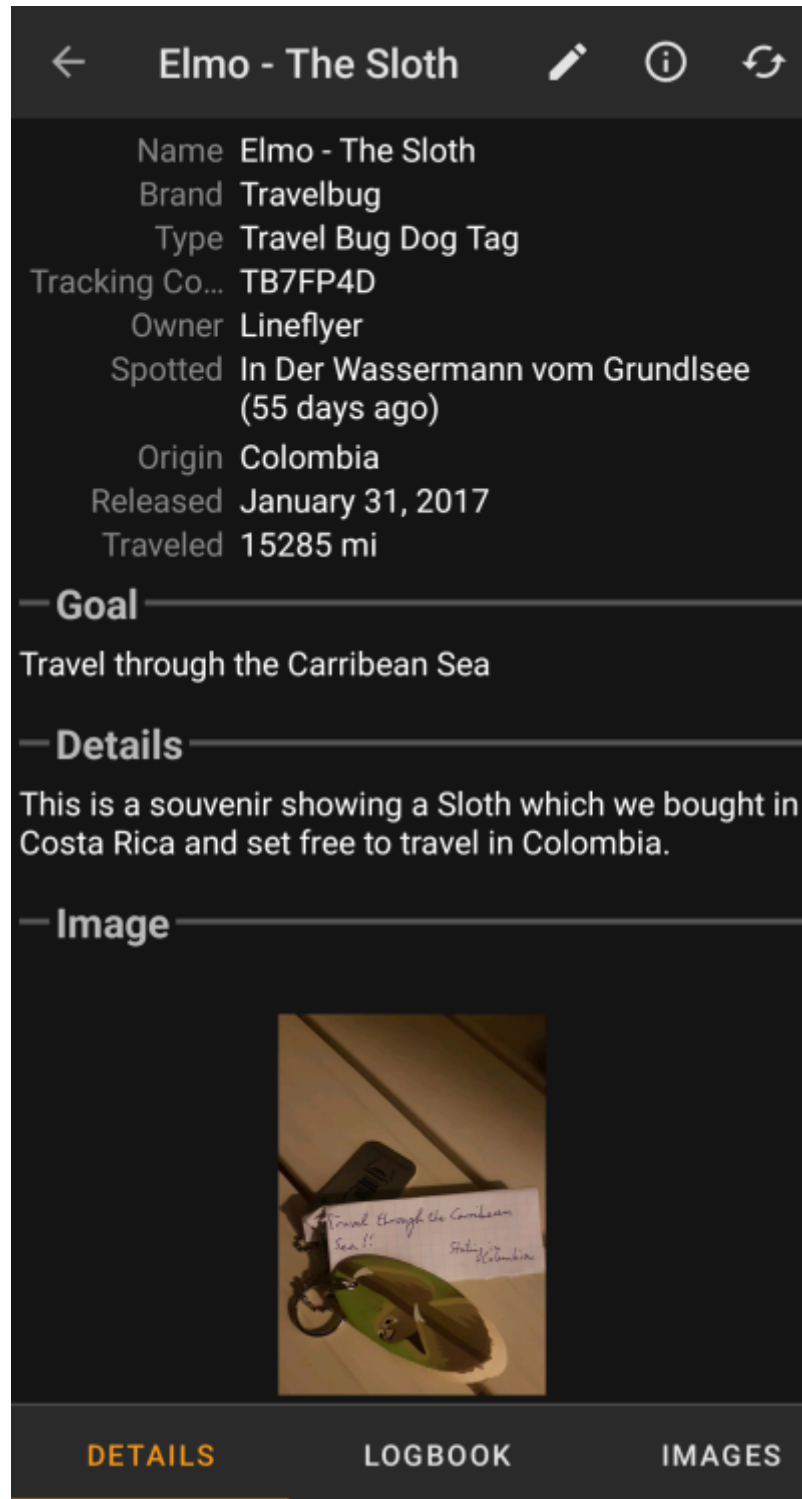 Elmo - The Sloth
Name Elmo - The Sloth
Brand Travelbug
Type Travel Bug Dog Tag
Tracking Co... TB7FP4D
Owner Lineflyer
Spotted In Der Wassermann vom Grundlsee
(55 days ago)
Origin Colombia
Released January 31, 2017
Traveled 15285 mi
Goal
Travel through the Carribean Sea
Details
This is a souvenir showing a Sloth which we bought in
Costa Rica and set free to travel in Colombia.
Image
Travel through the Carribean
Sea!!
Colombia
DETAILS LOGBOOK IMAGES